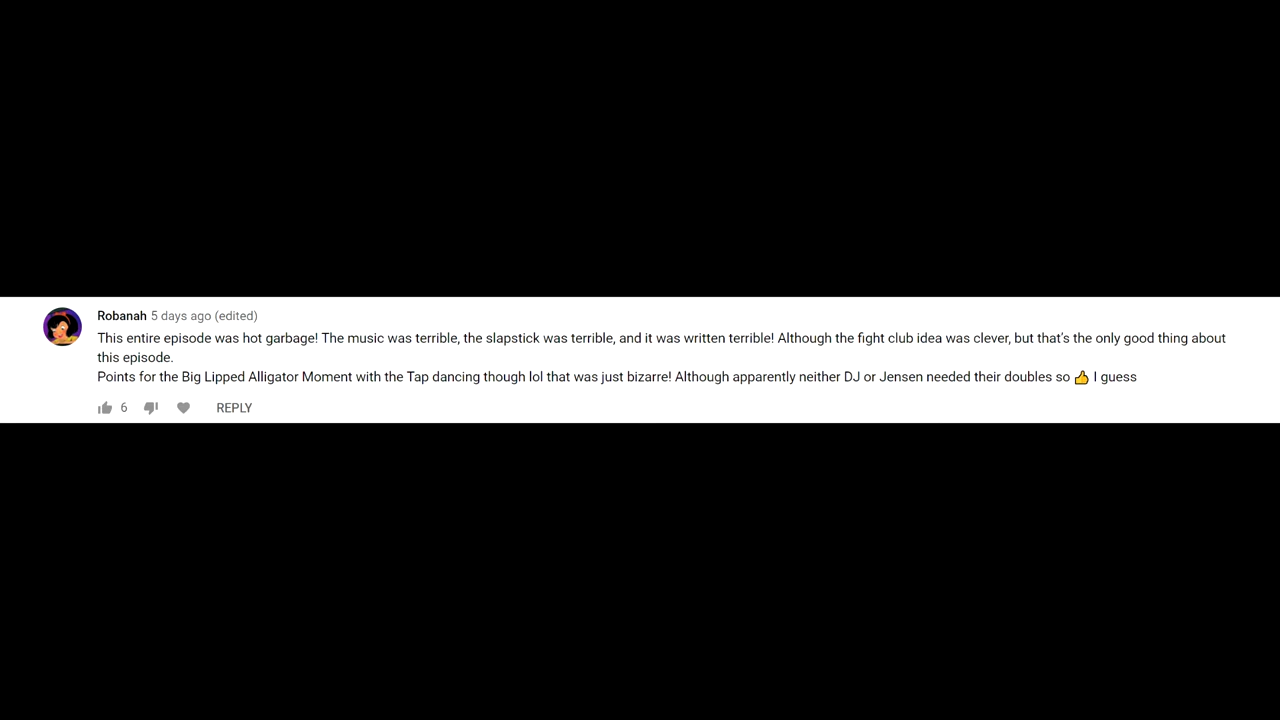 Robanah 5 days ago (edited)
This entire episode was hot garbage! The music was terrible, the slapstick was terrible, and it was written terrible! Although the fight club idea was clever, but that's the only good thing about
this episode.
Points for the Big Lipped Alligator Moment with the Tap dancing though lol that was just bizarre! Although apparently neither DJ or Jensen needed their doubles so 👍 I guess
6 REPLY